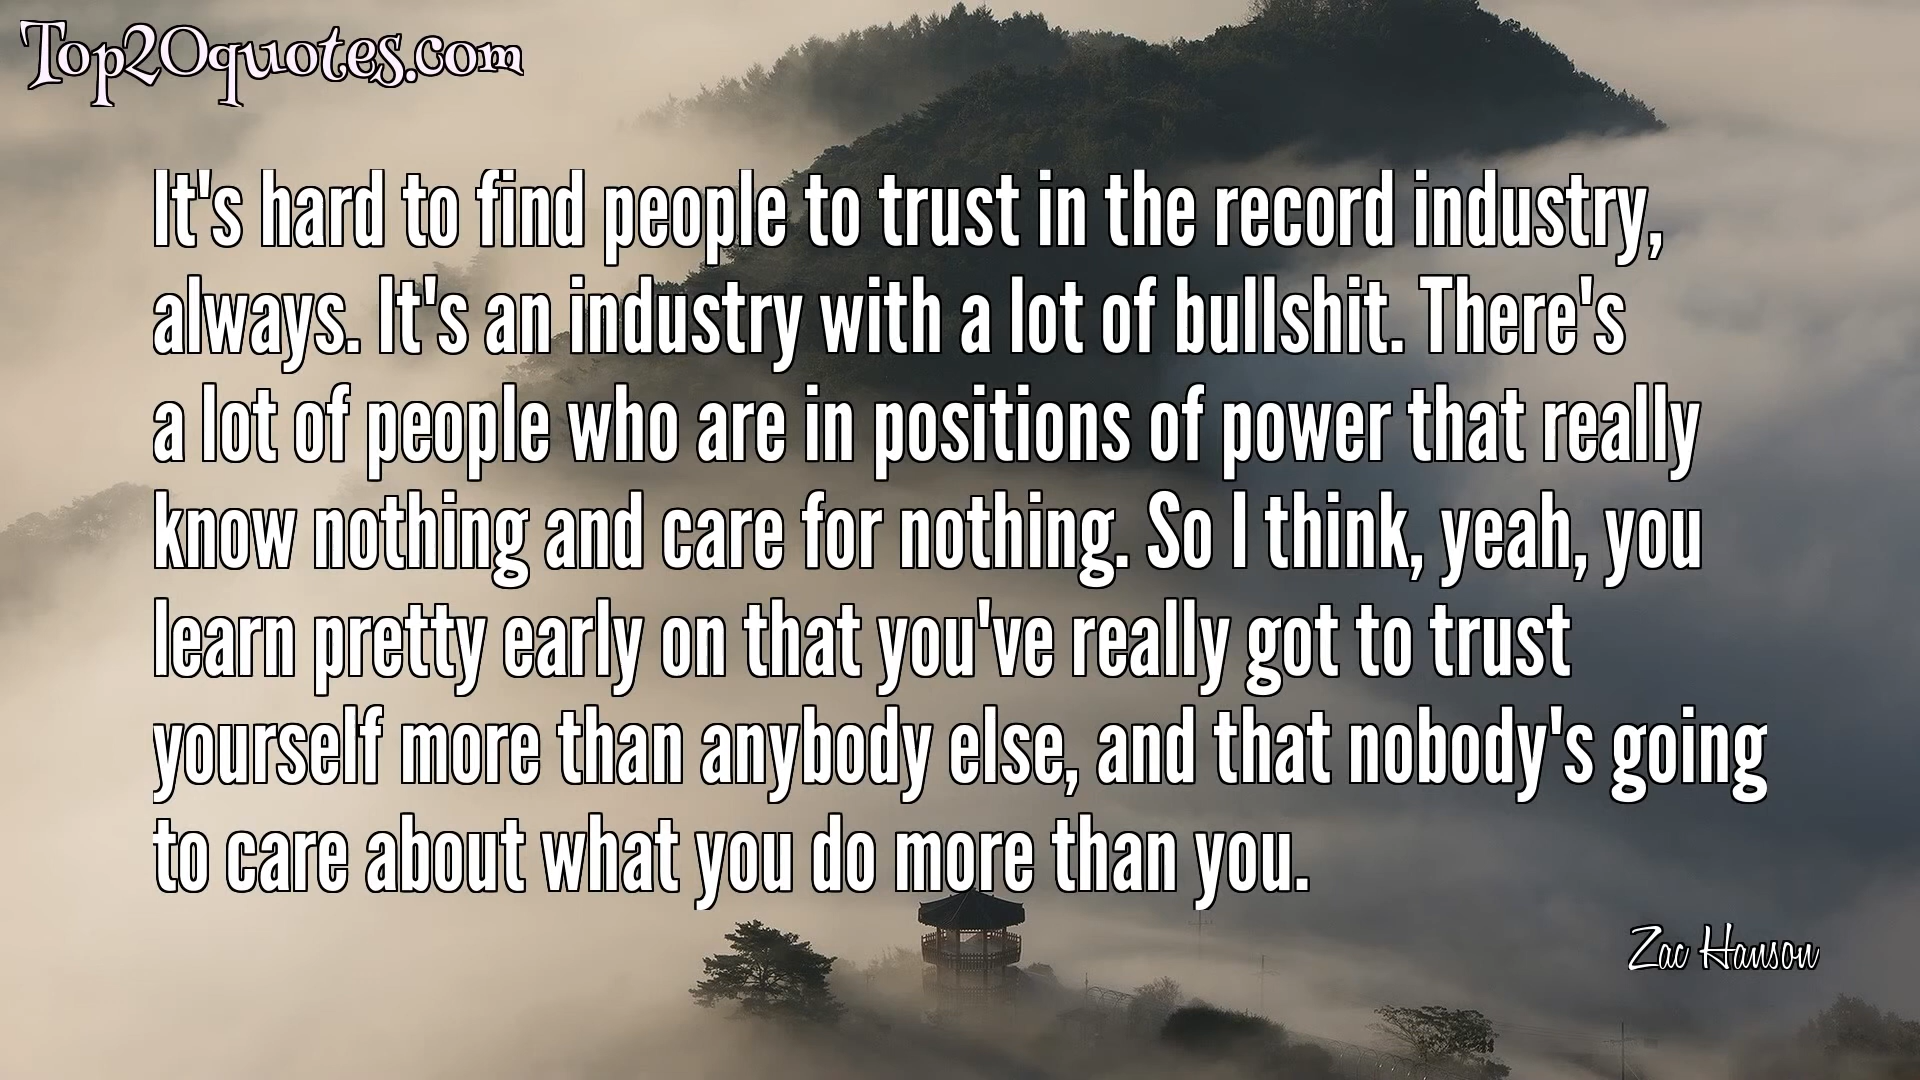 Top20quotes.com
It's hard to find people to trust in the record industry,
always. It's an industry with a lot of bullshit. There's
a lot of people who are in positions of power that really
know nothing and care for nothing. So I think, yeah, you
learn pretty early on that you've really got to trust
yourself more than anybody else, and that nobody's going
to care about what you do more than you.
Zac Hanson